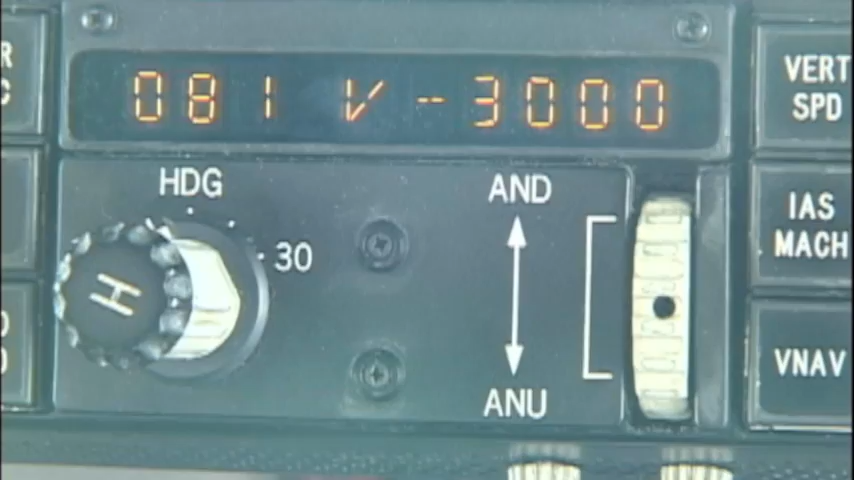 081 V-3000
HDG
30
H
AND
ANU
VERT
SPD
IAS
MACH
VNAV
R
C